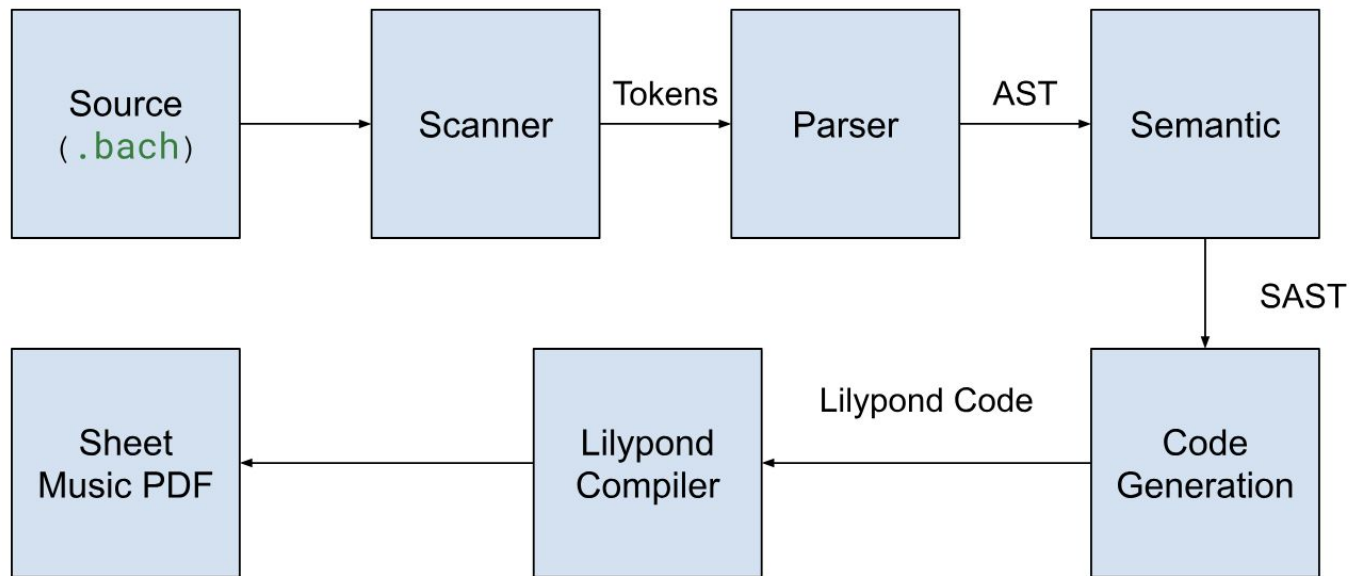 Source
(.bach)
Scanner
Tokens
Parser
AST
Semantic
SAST
Sheet
Music PDF
Lilypond
Compiler
Lilypond Code
Code
Generation